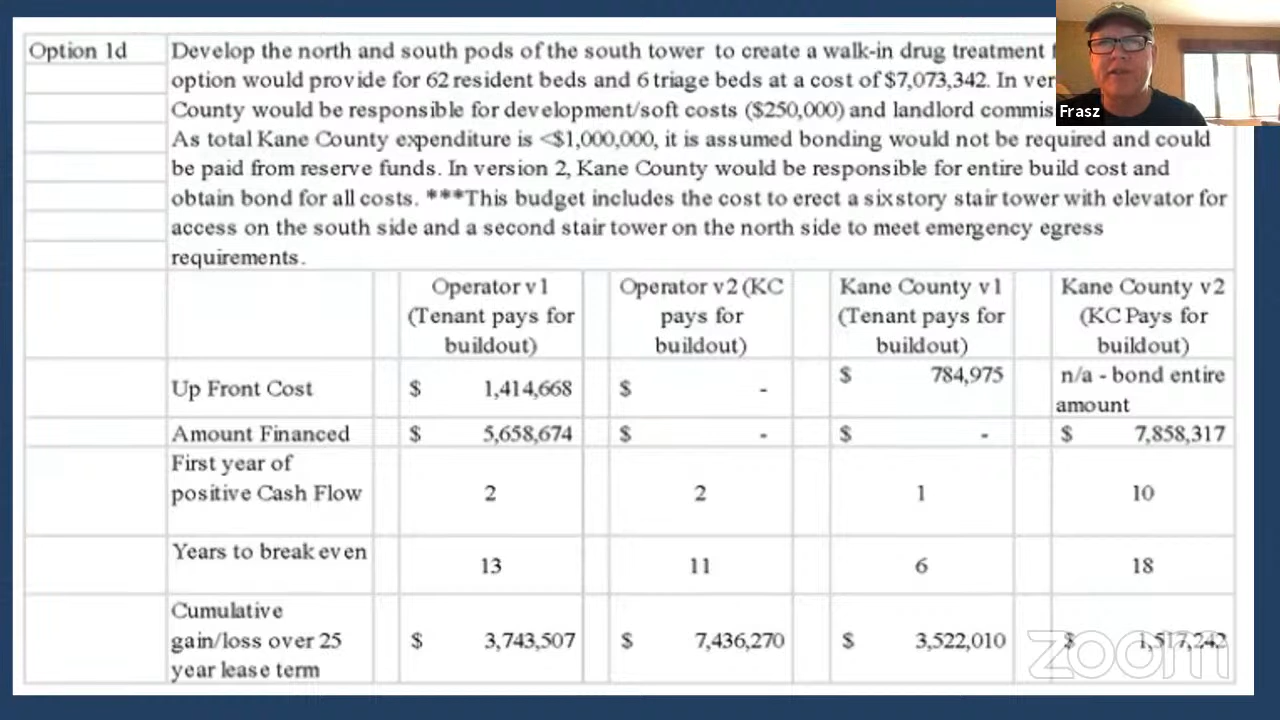 Option 1d
Develop the north and south pods of the south tower to create a walk-in drug treatment
option would provide for 62 resident beds and 6 triage beds at a cost of $7,073,342. In
County would be responsible for development/soft costs ($250,000) and landlord
As total Kane County expenditure is <$1,000,000, it is assumed bonding would not be required and could
be paid from reserve funds. In version 2, Kane County would be responsible for entire build cost and
obtain bond for all costs. ***This budget includes the cost to erect a six story stair tower with elevator for
access on the south side and a second stair tower on the north side to meet emergency egress
requirements.
Frasz
Operator v1
(Tenant pays for
buildout)
Operator v2 (KC
pays for
buildout)
Kane County v1
(Tenant pays for
buildout)
Kane County v2
(KC Pays for
buildout)
Up Front Cost $ 1,414,668 $ - $ 784,975 n/a - bond entire
amount
Amount Financed $ 5,658,674 $ - $ - $ 7,858,317
First year of
positive Cash Flow 2 2 1 10
Years to break even 13 11 6 18
Cumulative
gain/loss over 25 $ 3,743,507 $ 7,436,270 $ 3,522,010 $ 1,517,242
year lease term
zoom